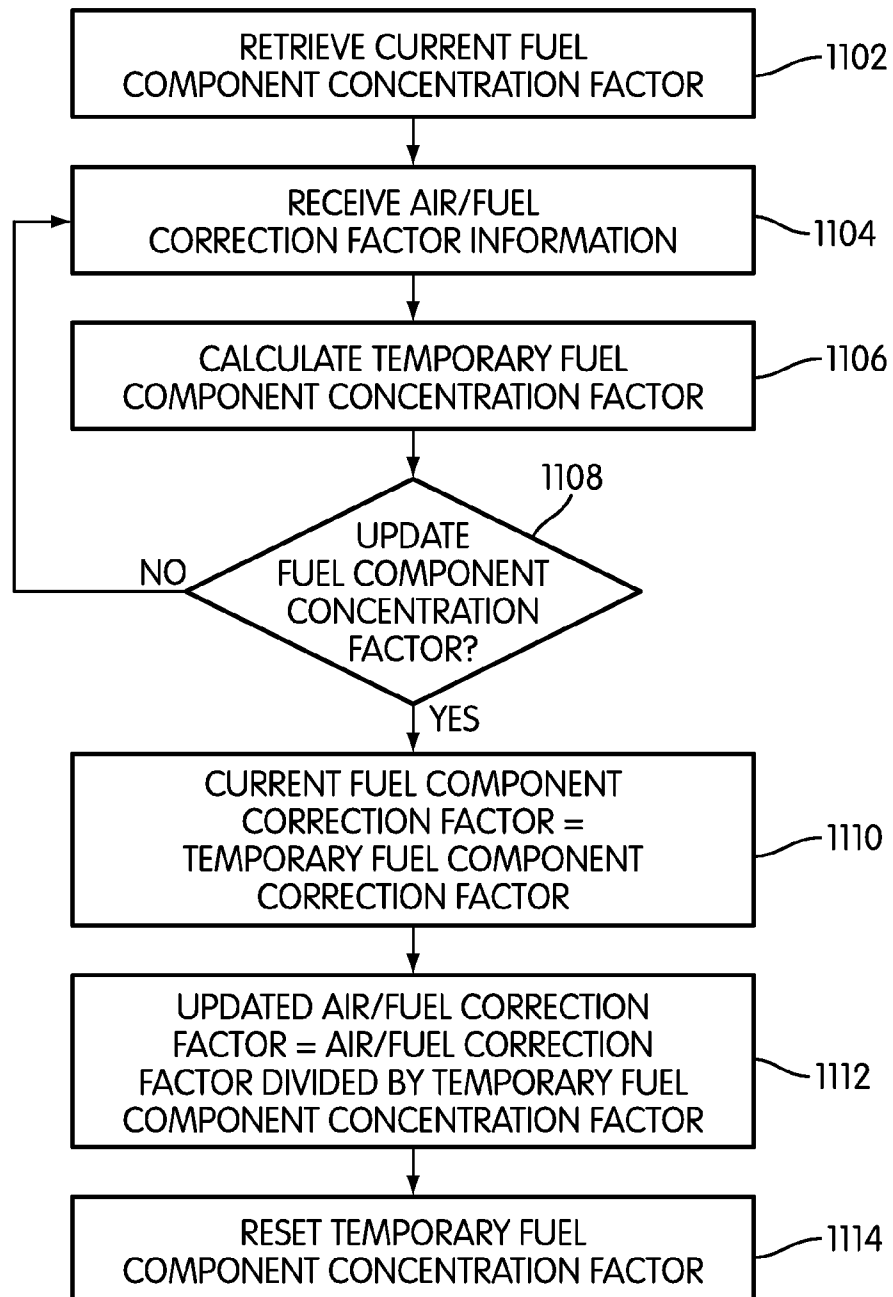 RETRIEVE CURRENT FUEL
COMPONENT CONCENTRATION FACTOR
1102
RECEIVE AIR/FUEL
CORRECTION FACTOR INFORMATION
1104
CALCULATE TEMPORARY FUEL
COMPONENT CONCENTRATION FACTOR
1106
1108
UPDATE
FUEL COMPONENT
CONCENTRATION
FACTOR?
NO
YES
CURRENT FUEL COMPONENT
CORRECTION FACTOR =
TEMPORARY FUEL COMPONENT
CORRECTION FACTOR
1110
UPDATED AIR/FUEL CORRECTION
FACTOR = AIR/FUEL CORRECTION
FACTOR DIVIDED BY TEMPORARY FUEL
COMPONENT CONCENTRATION FACTOR
1112
RESET TEMPORARY FUEL
COMPONENT CONCENTRATION FACTOR
1114